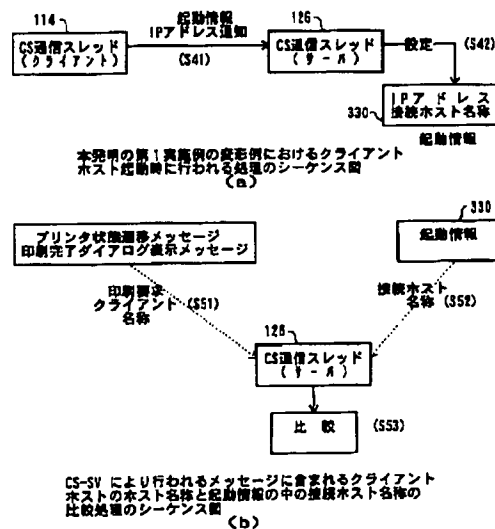 114
CS通信スレッド
(クライアント)
起動情報
IPアドレス通知
(S41)
126
CS通信スレッド
(サーバ)
設定
(S42)
IPアドレス
接続ホスト名称
330
起動情報
本発明の第1実施例の変形例におけるクライアント
ホスト起動時に行われる処理のシーケンス図
(a)
プリンタ状態遷移メッセージ
印刷完了ダイアログ表示メッセージ
330
起動情報
印刷要求
クライアント (S51)
名称
接続ホスト
名称 (S52)
126
CS通信スレッド
(サーバ)
比較
(S53)
CS-SV により行われるメッセージに含まれるクライアント
ホストのホスト名称と起動情報の中の接続ホスト名称の
比較処理のシーケンス図
(b)